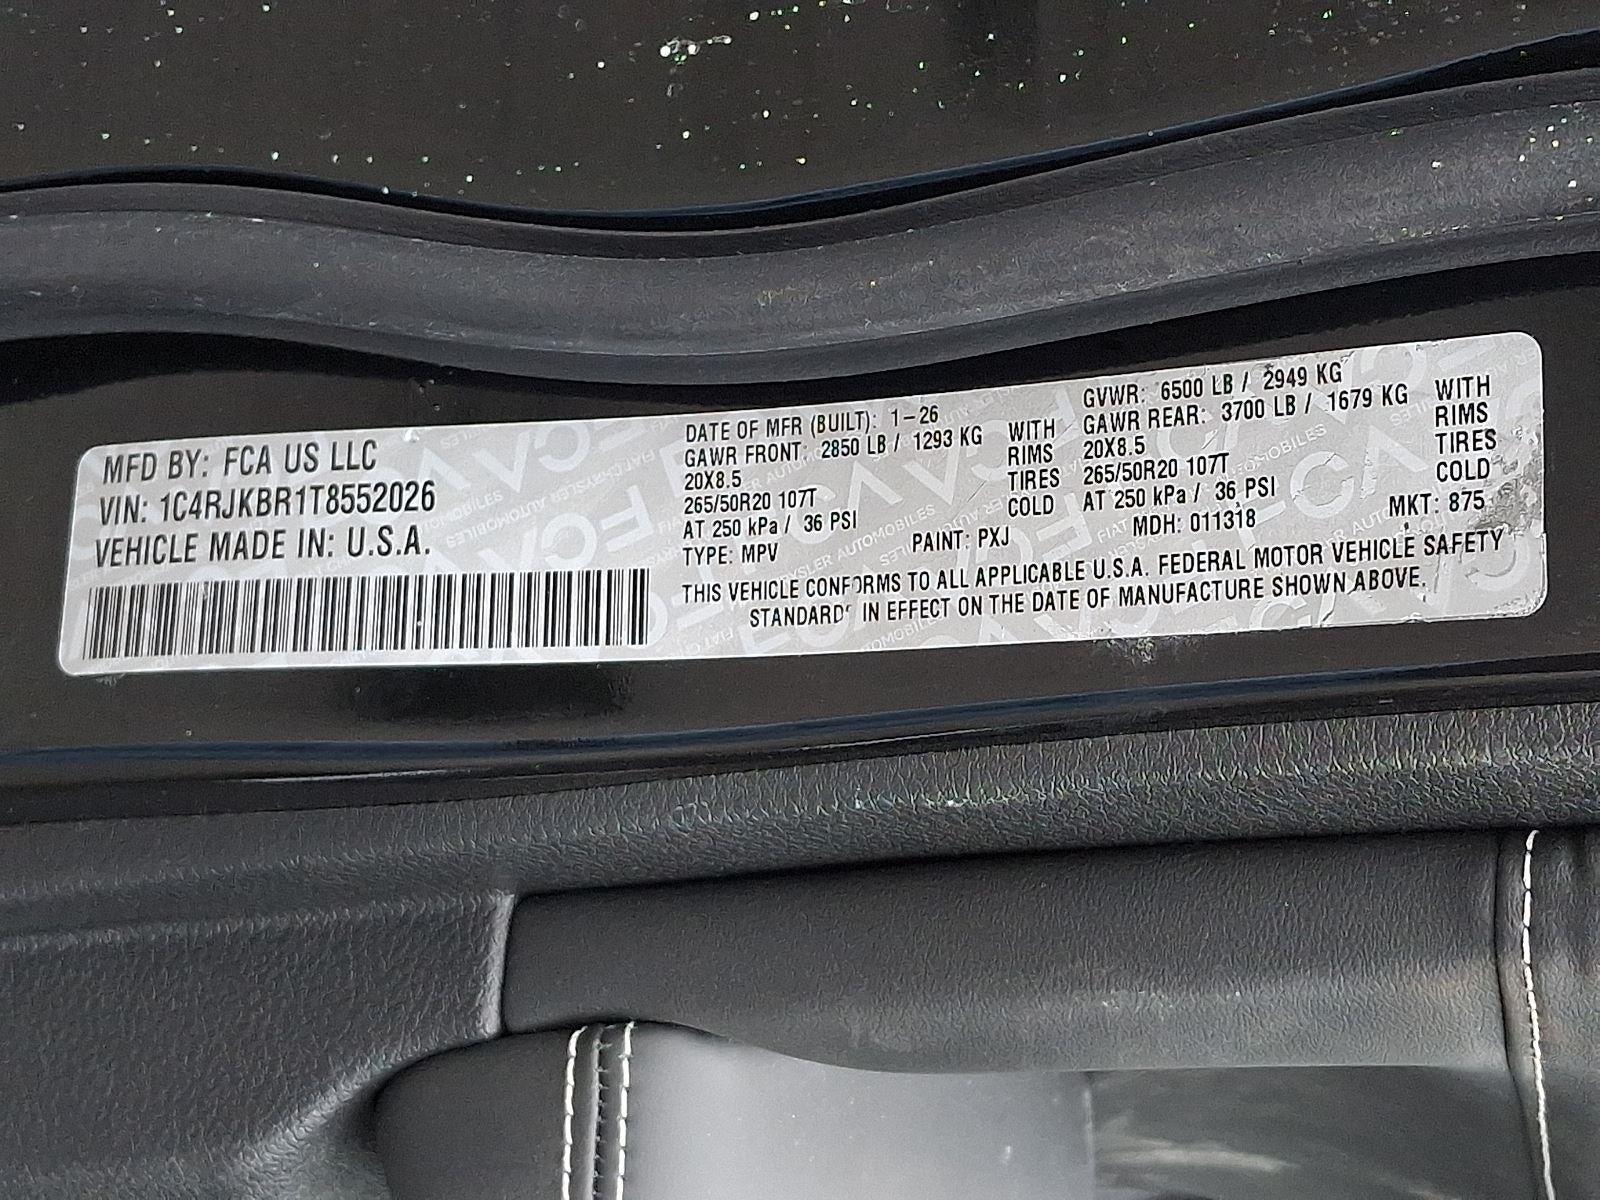 MFD BY: FCA US LLC
VIN: 1C4RJKBR1T8552026
VEHICLE MADE IN: U.S.A.
DATE OF MFR (BUILT): 1-26
GAWR FRONT: 2850 LB / 1293 KG WITH
20X8.5 RIMS
265/50R20 107T TIRES
AT 250 kPa / 36 PSI COLD
TYPE: MPV PAINT: PXJ
GVWR: 6500 LB / 2949 KG
GAWR REAR: 3700 LB / 1679 KG WITH
20X8.5 RIMS
265/50R20 107T TIRES
AT 250 kPa / 36 PSI COLD
MDH: 011318 MKT: 875
THIS VEHICLE CONFORMS TO ALL APPLICABLE U.S.A. FEDERAL MOTOR VEHICLE SAFETY
STANDARDS IN EFFECT ON THE DATE OF MANUFACTURE SHOWN ABOVE.